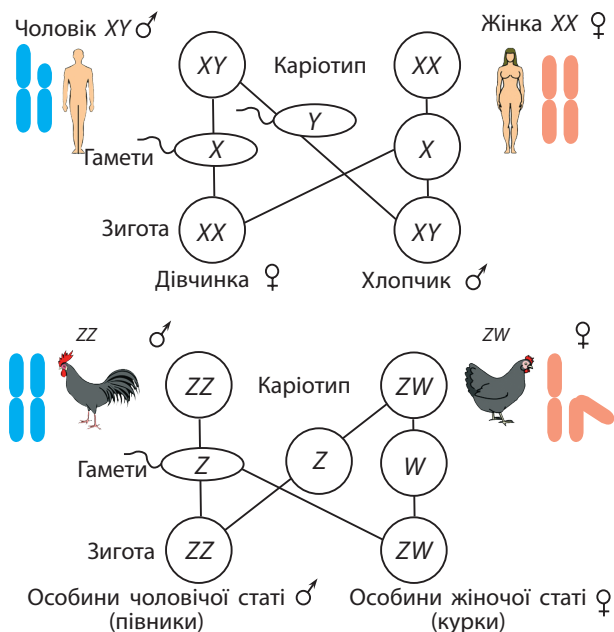 Чоловік XY ♂
Жінка XX ♀
XY Каріотип XX
Y
Гамети X X
Зигота XX XY
Дівчинка ♀ Хлопчик ♂
ZZ ♂ ZW ♀
ZZ Каріотип ZW
Гамети Z Z W
Зигота ZZ ZW
Особини чоловічої статі ♂ Особини жіночої статі ♀
(півники) (курки)